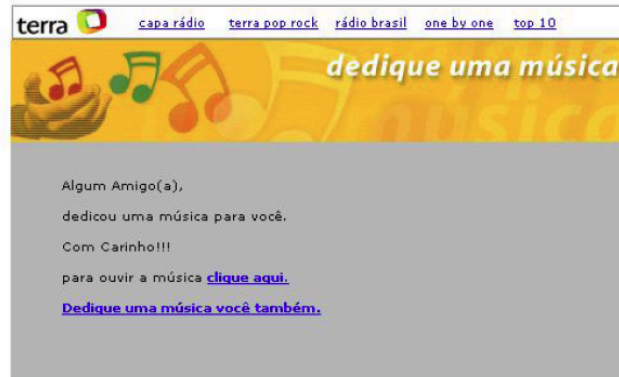 terra capa rádio terra pop rock rádio brasil one by one top 10
dedique uma música
música
Algum Amigo(a),
dedicou uma música para você.
Com Carinho!!!
para ouvir a música clique aqui.
Dedique uma música você também.